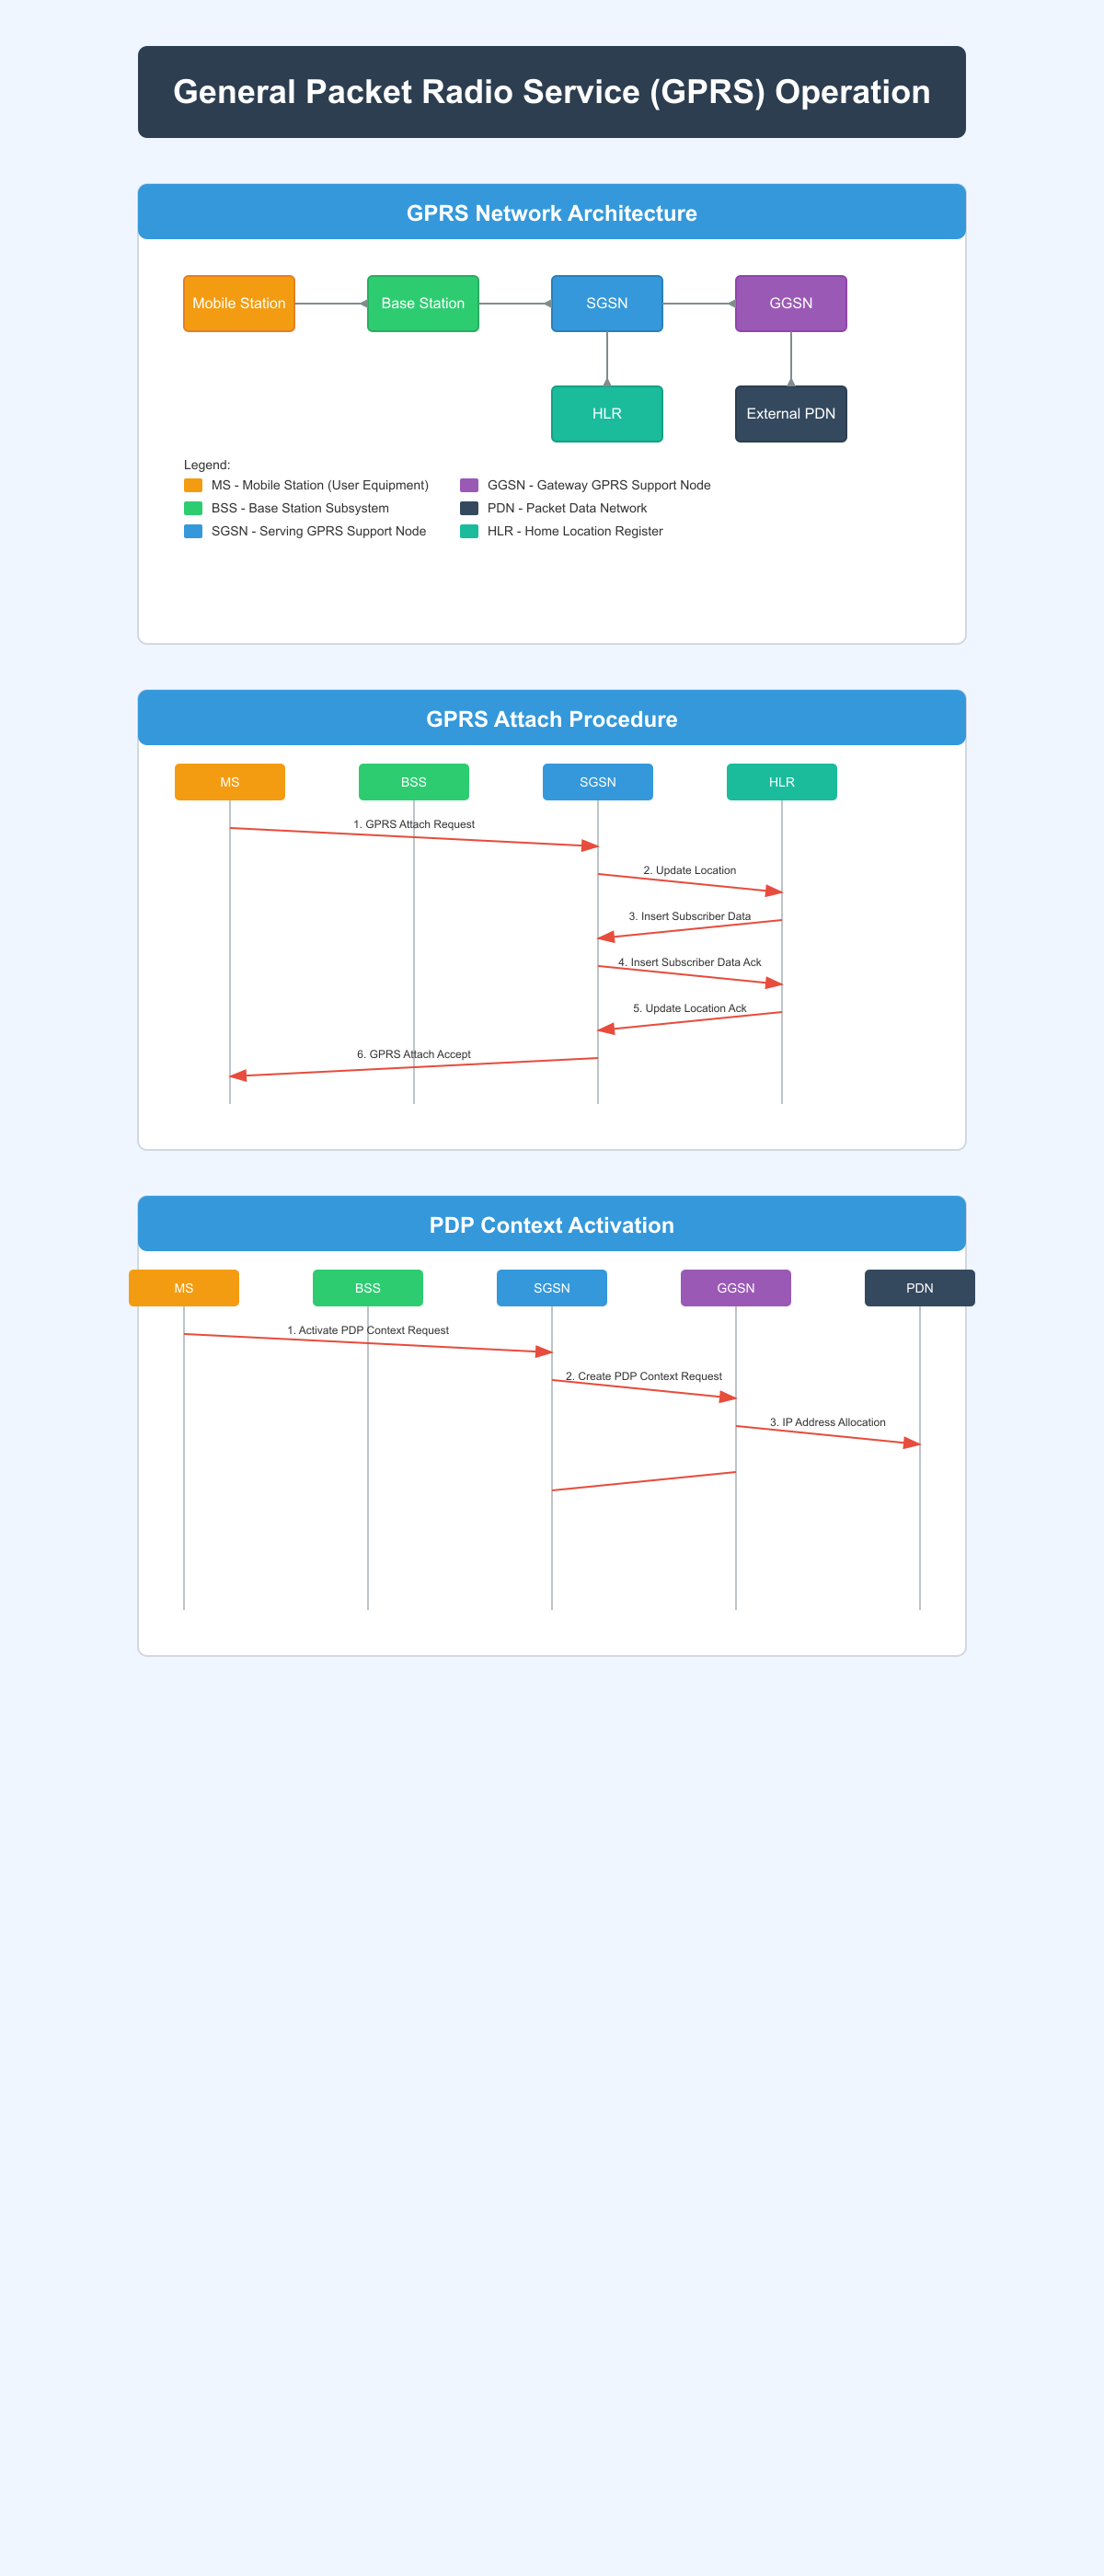 General Packet Radio Service (GPRS) Operation
GPRS Network Architecture
Mobile Station
Base Station
SGSN
GGSN
HLR
External PDN
Legend:
MS - Mobile Station (User Equipment)
GGSN - Gateway GPRS Support Node
BSS - Base Station Subsystem
PDN - Packet Data Network
SGSN - Serving GPRS Support Node
HLR - Home Location Register
GPRS Attach Procedure
MS
BSS
SGSN
HLR
1. GPRS Attach Request
2. Update Location
3. Insert Subscriber Data
4. Insert Subscriber Data Ack
5. Update Location Ack
6. GPRS Attach Accept
PDP Context Activation
MS
BSS
SGSN
GGSN
PDN
1. Activate PDP Context Request
2. Create PDP Context Request
3. IP Address Allocation